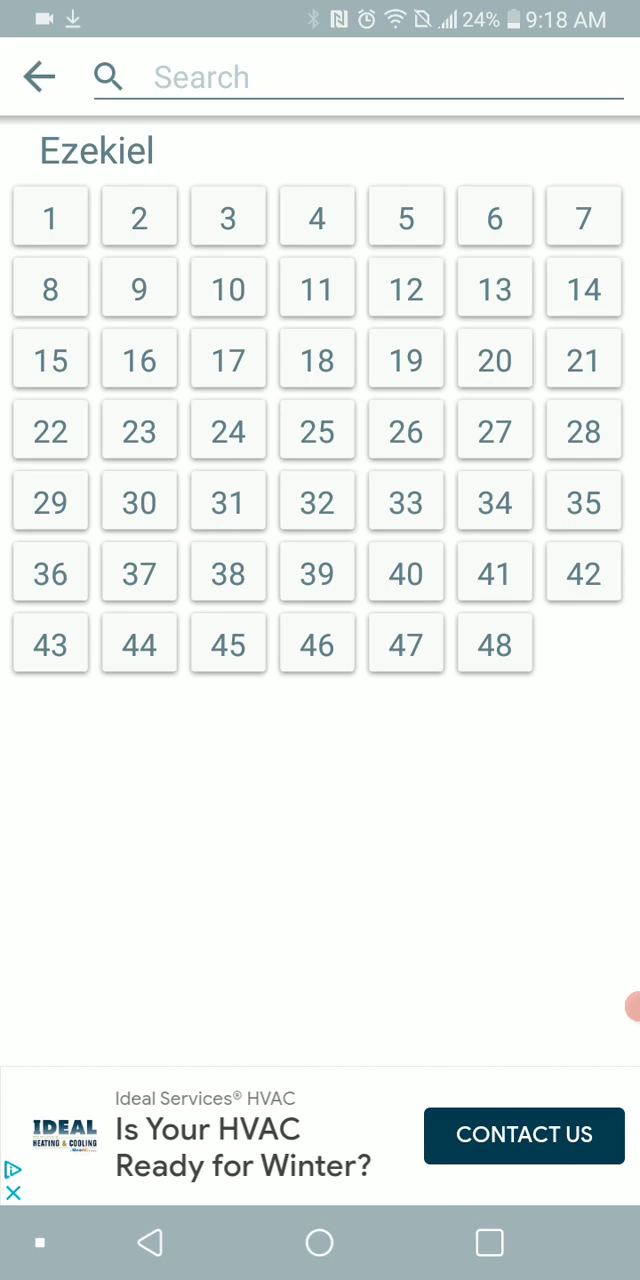 24% 9:18 AM
Search
Ezekiel
1 2 3 4 5 6 7
8 9 10 11 12 13 14
15 16 17 18 19 20 21
22 23 24 25 26 27 28
29 30 31 32 33 34 35
36 37 38 39 40 41 42
43 44 45 46 47 48
Ideal Services® HVAC
IDEAL
HEATING & COOLING
Is Your HVAC
Ready for Winter?
CONTACT US